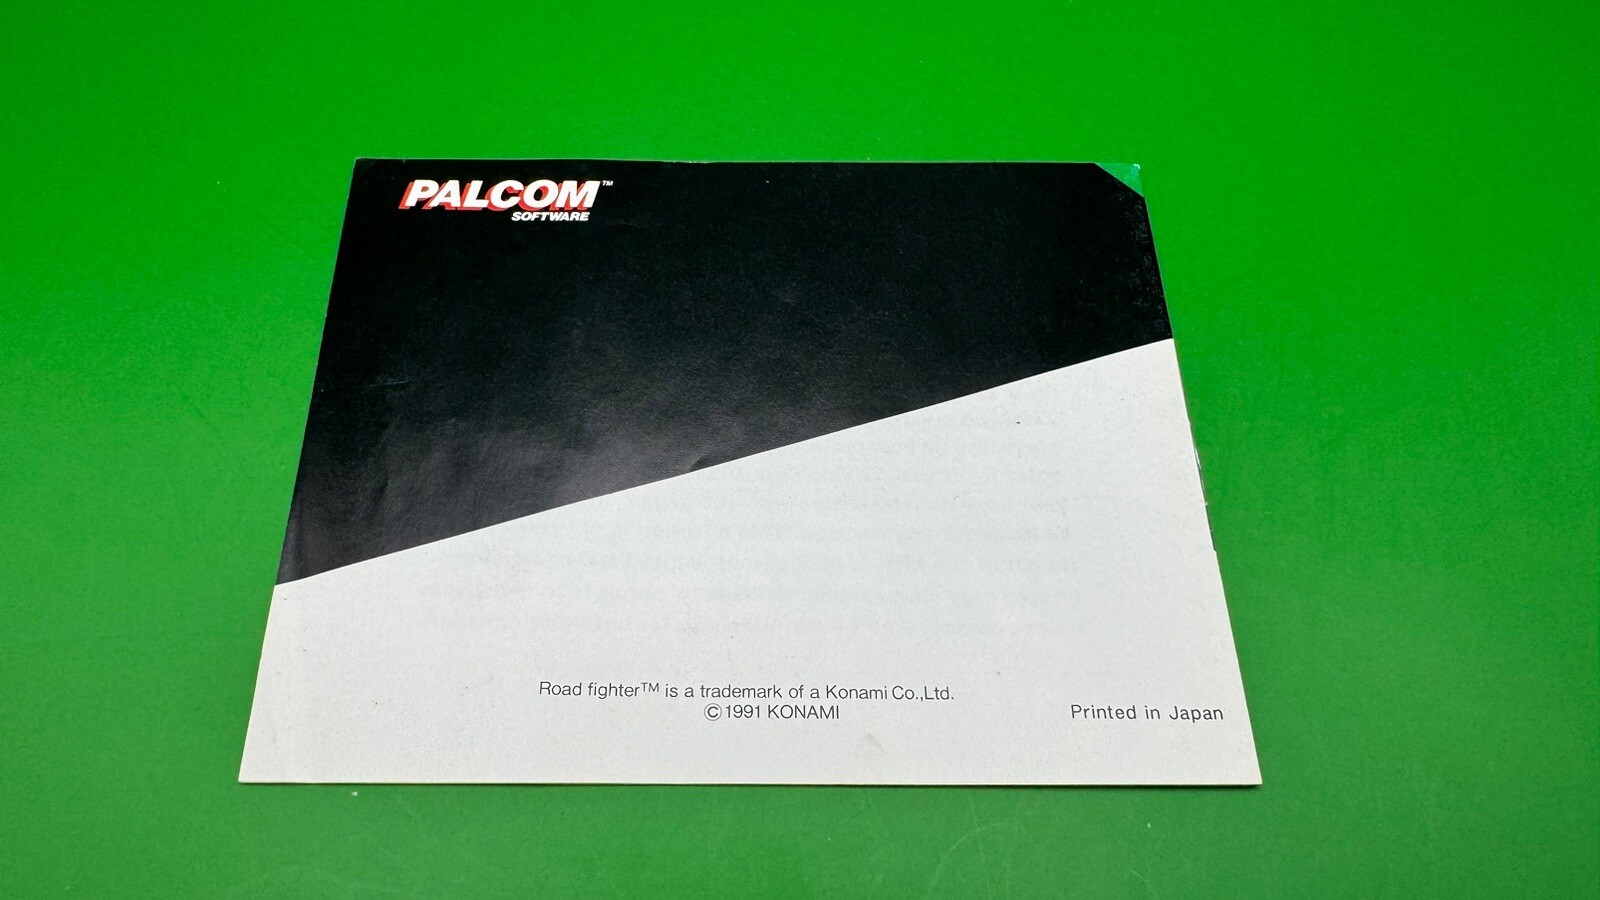 PALCOM™
SOFTWARE
Road fighter™ is a trademark of a Konami Co.,Ltd.
©1991 KONAMI
Printed in Japan